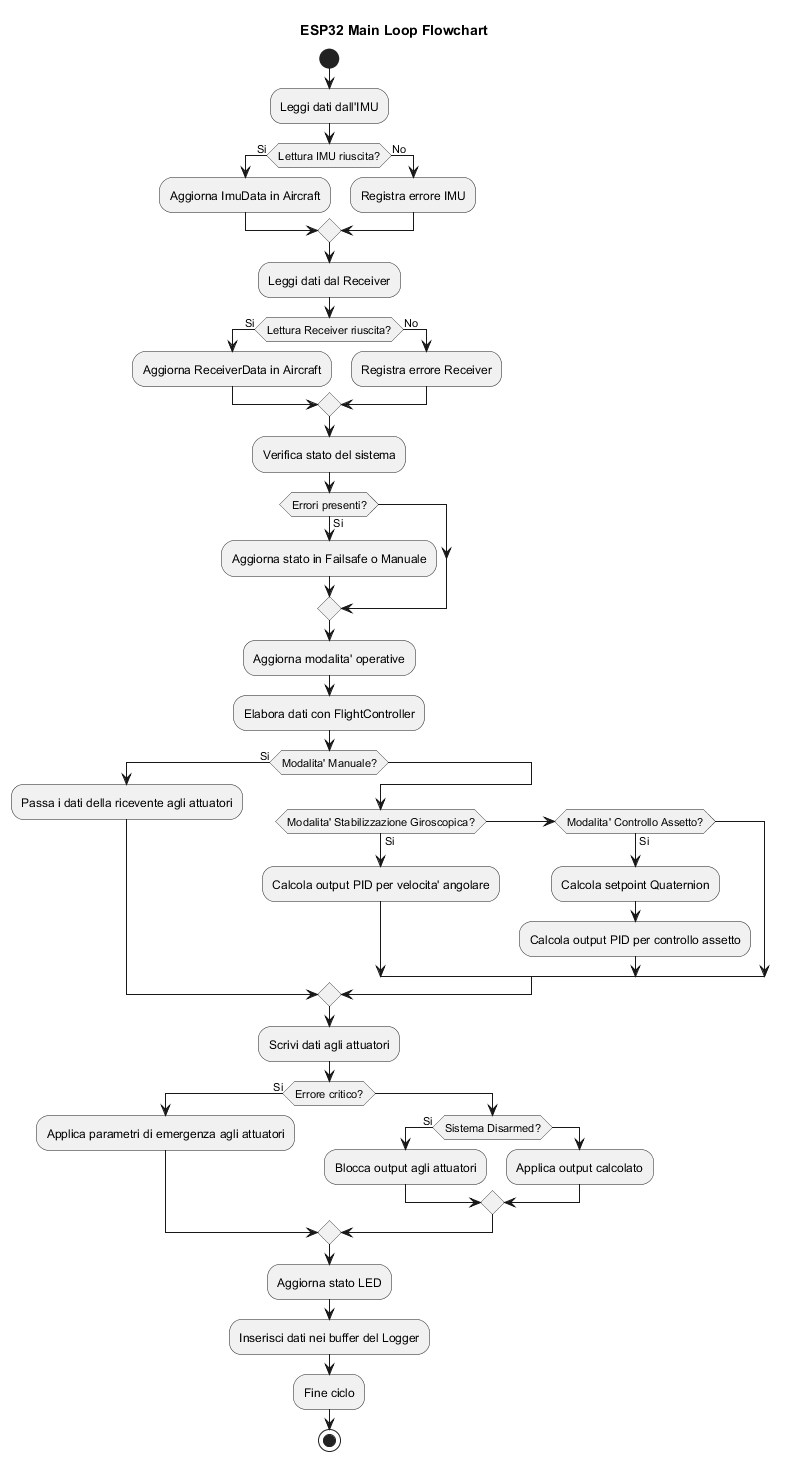 ESP32 Main Loop Flowchart
Leggi dati dall'IMU
Si
Lettura IMU riuscita?
No
Aggiorna ImuData in Aircraft
Registra errore IMU
Leggi dati dal Receiver
Si
Lettura Receiver riuscita?
No
Aggiorna ReceiverData in Aircraft
Registra errore Receiver
Verifica stato del sistema
Errori presenti?
Si
Aggiorna stato in Failsafe o Manuale
Aggiorna modalita' operative
Elabora dati con FlightController
Si
Modalita' Manuale?
Passa i dati della ricevente agli attuatori
Modalita' Stabilizzazione Giroscopica?
Modalita' Controllo Assetto?
Si
Si
Calcola output PID per velocita' angolare
Calcola setpoint Quaternion
Calcola output PID per controllo assetto
Scrivi dati agli attuatori
Si
Errore critico?
Applica parametri di emergenza agli attuatori
Si
Sistema Disarmed?
Blocca output agli attuatori
Applica output calcolato
Aggiorna stato LED
Inserisci dati nei buffer del Logger
Fine ciclo